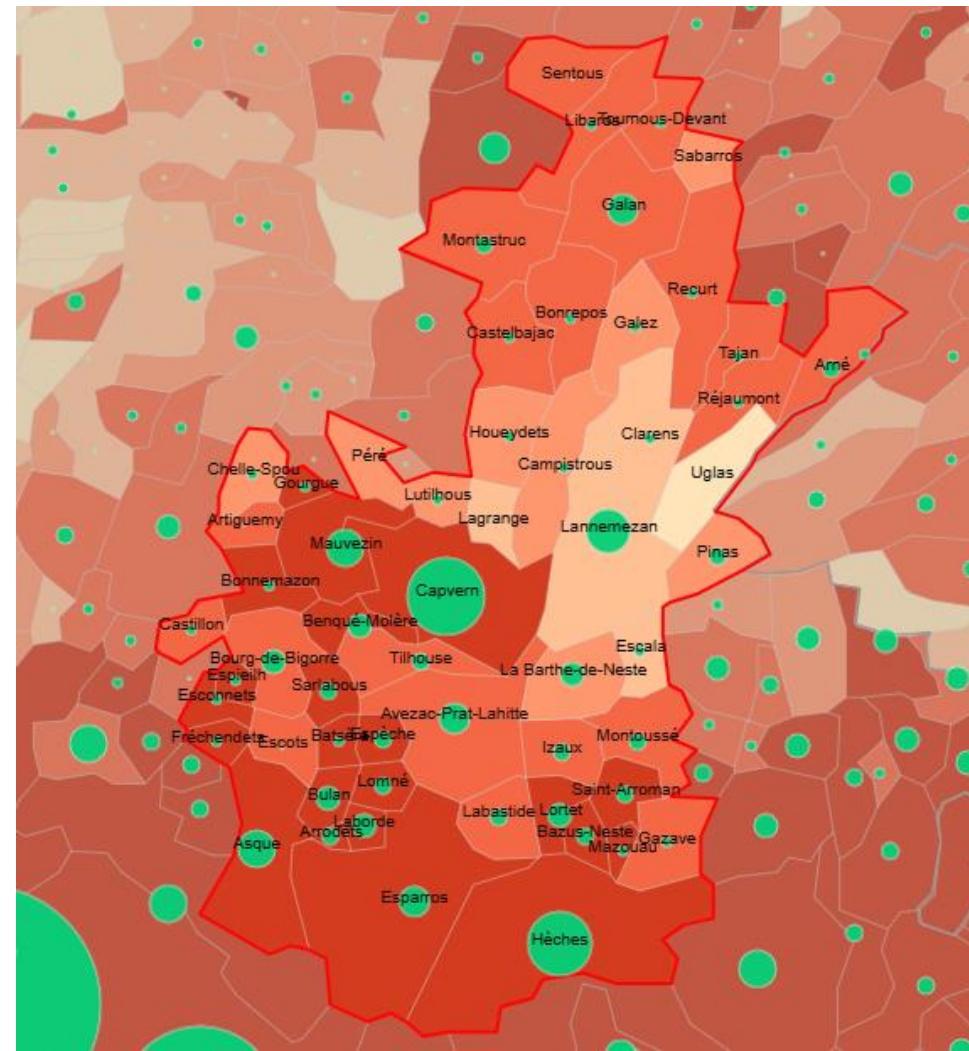 Sentous
Libaros
Tournous-Devant
Sabarros
Galan
Montastruc
Recurt
Bonrepos
Galez
Castelbajac
Tajan
Arné
Réjaumont
Houeydets
Clarens
Péré
Campistrous
Chelle-Spou
Uglas
Gourgue
Lutilhous
Lagrange
Artiguemy
Lannemezan
Mauvezin
Pinas
Bonnemazon
Capvern
Castillon
Benqué-Molère
Escala
Bourg-de-Bigorre
Tilhouse
La Barthe-de-Neste
Espieilh
Sarlabous
Esconnets
Avezac-Prat-Lahitte
Fréchendets
Escots
Espèche
Montoussé
Izaux
Lomné
Saint-Arroman
Bulan
Labastide
Lortet
Laborde
Arrodets
Bazus-Neste
Gazave
Asque
Mazouau
Esparros
Hèches